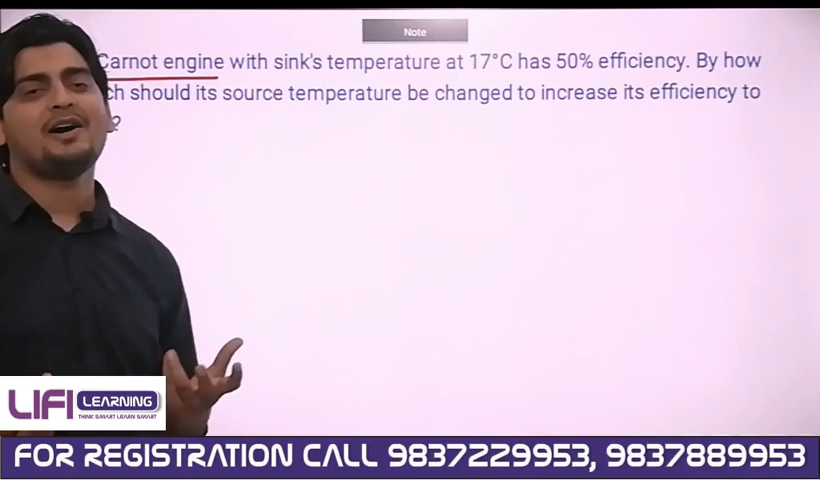 Note
Carnot engine with sink's temperature at 17°C has 50% efficiency. By how
ch should its source temperature be changed to increase its efficiency to
?
LIFI LEARNING
THINK SMART LEARN SMART
FOR REGISTRATION CALL 9837229953, 9837889953